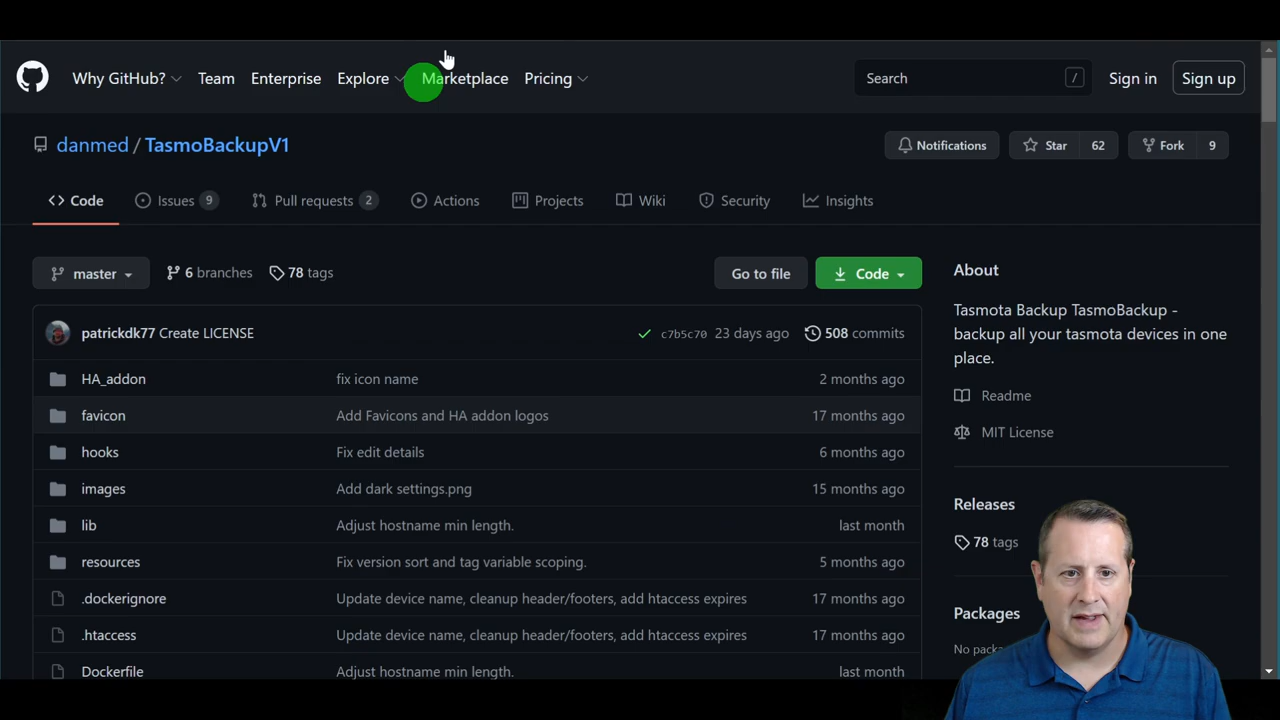 Why GitHub? Team Enterprise Explore Marketplace Pricing Search / Sign in Sign up
danmed / TasmoBackupV1 Notifications Star 62 Fork 9
Code Issues 9 Pull requests 2 Actions Projects Wiki Security Insights
master 6 branches 78 tags Go to file Code
patrickdk77 Create LICENSE c7b5c70 23 days ago 508 commits
HA_addon fix icon name 2 months ago
favicon Add Favicons and HA addon logos 17 months ago
hooks Fix edit details 6 months ago
images Add dark settings.png 15 months ago
lib Adjust hostname min length. last month
resources Fix version sort and tag variable scoping. 5 months ago
.dockerignore Update device name, cleanup header/footers, add htaccess expires 17 months ago
.htaccess Update device name, cleanup header/footers, add htaccess expires 17 months ago
Dockerfile Adjust hostname min length. last month
About
Tasmota Backup TasmoBackup -
backup all your tasmota devices in one
place.
Readme
MIT License
Releases
78 tags
Packages
No